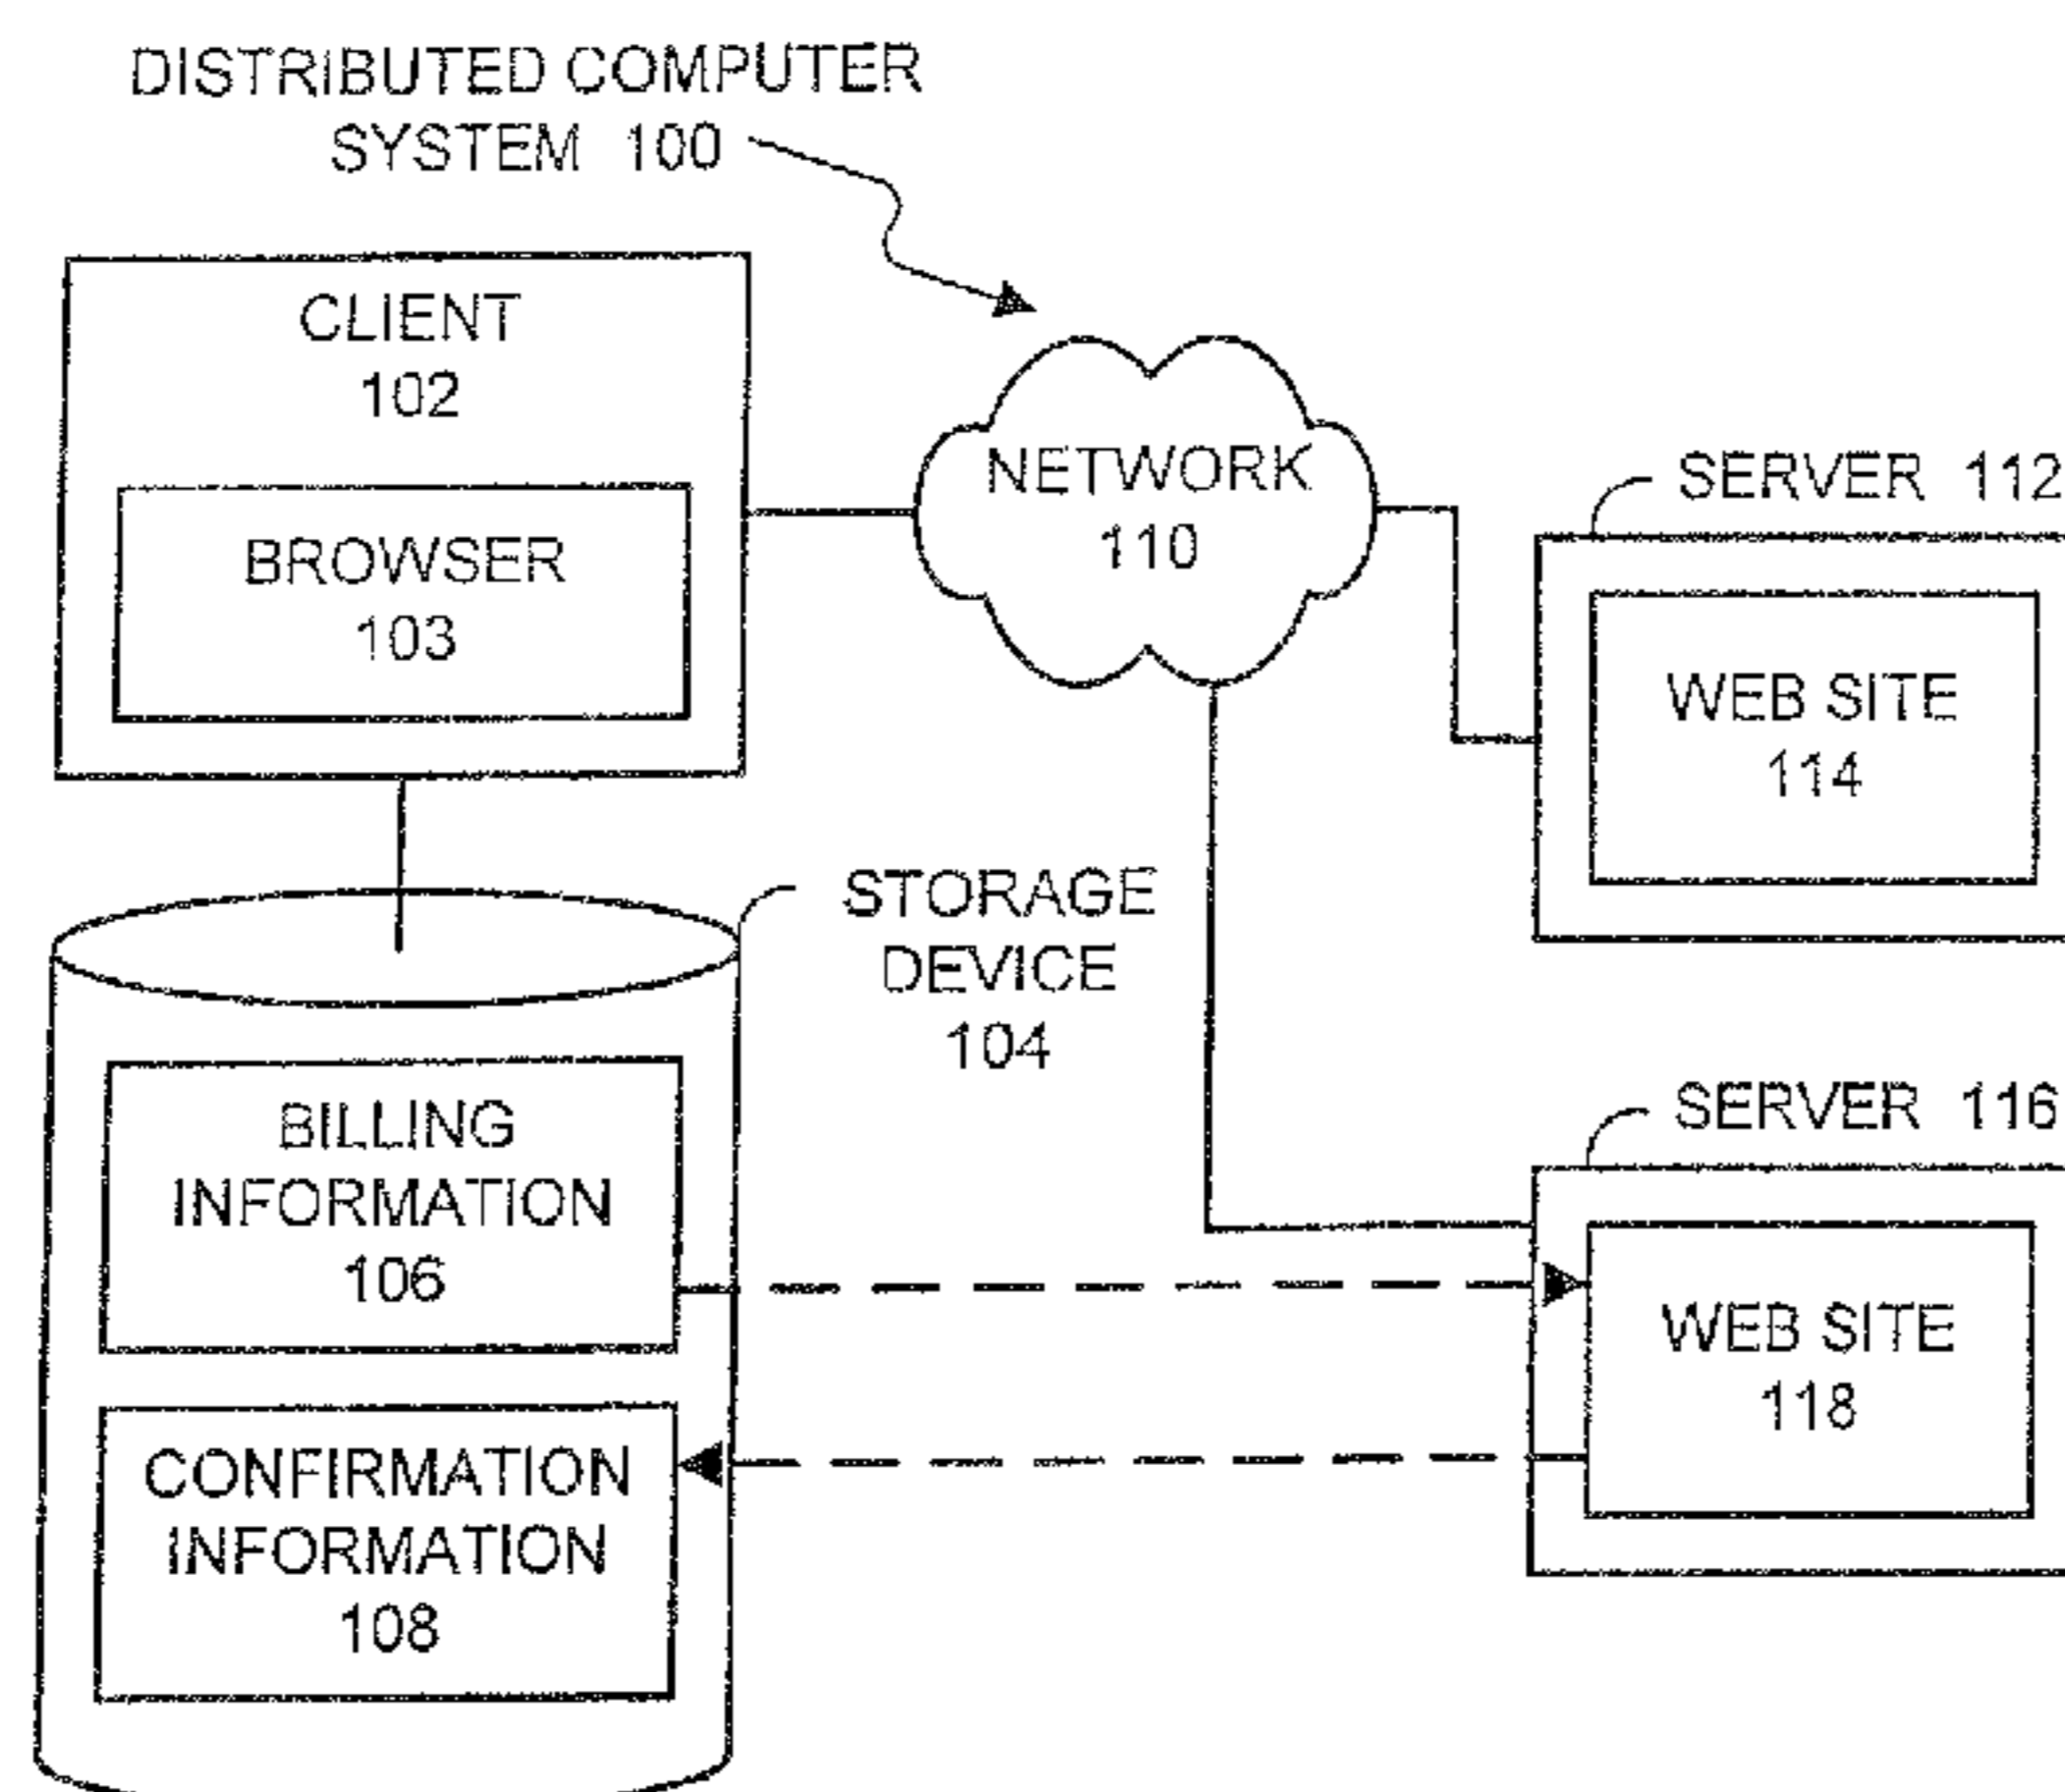 DISTRIBUTED COMPUTER
SYSTEM 100
CLIENT
102
BROWSER
103
NETWORK
110
SERVER 112
WEB SITE
114
STORAGE
DEVICE
104
BILLING
INFORMATION
106
CONFIRMATION
INFORMATION
108
SERVER 116
WEB SITE
118